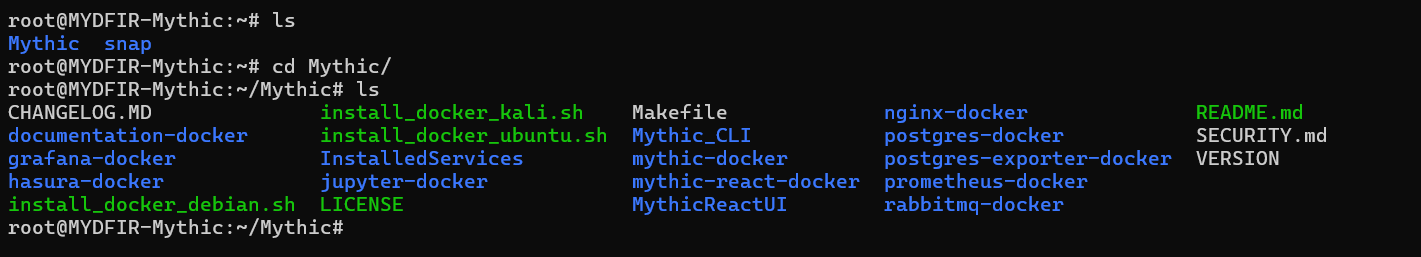 root@MYDFIR-Mythic:~# ls
Mythic  snap
root@MYDFIR-Mythic:~# cd Mythic/
root@MYDFIR-Mythic:~/Mythic# ls
CHANGELOG.MD              install_docker_kali.sh    Makefile             nginx-docker              README.md
documentation-docker      install_docker_ubuntu.sh  Mythic_CLI           postgres-docker           SECURITY.md
grafana-docker            InstalledServices         mythic-docker        postgres-exporter-docker  VERSION
hasura-docker             jupyter-docker            mythic-react-docker  prometheus-docker
install_docker_debian.sh  LICENSE                   MythicReactUI        rabbitmq-docker
root@MYDFIR-Mythic:~/Mythic#